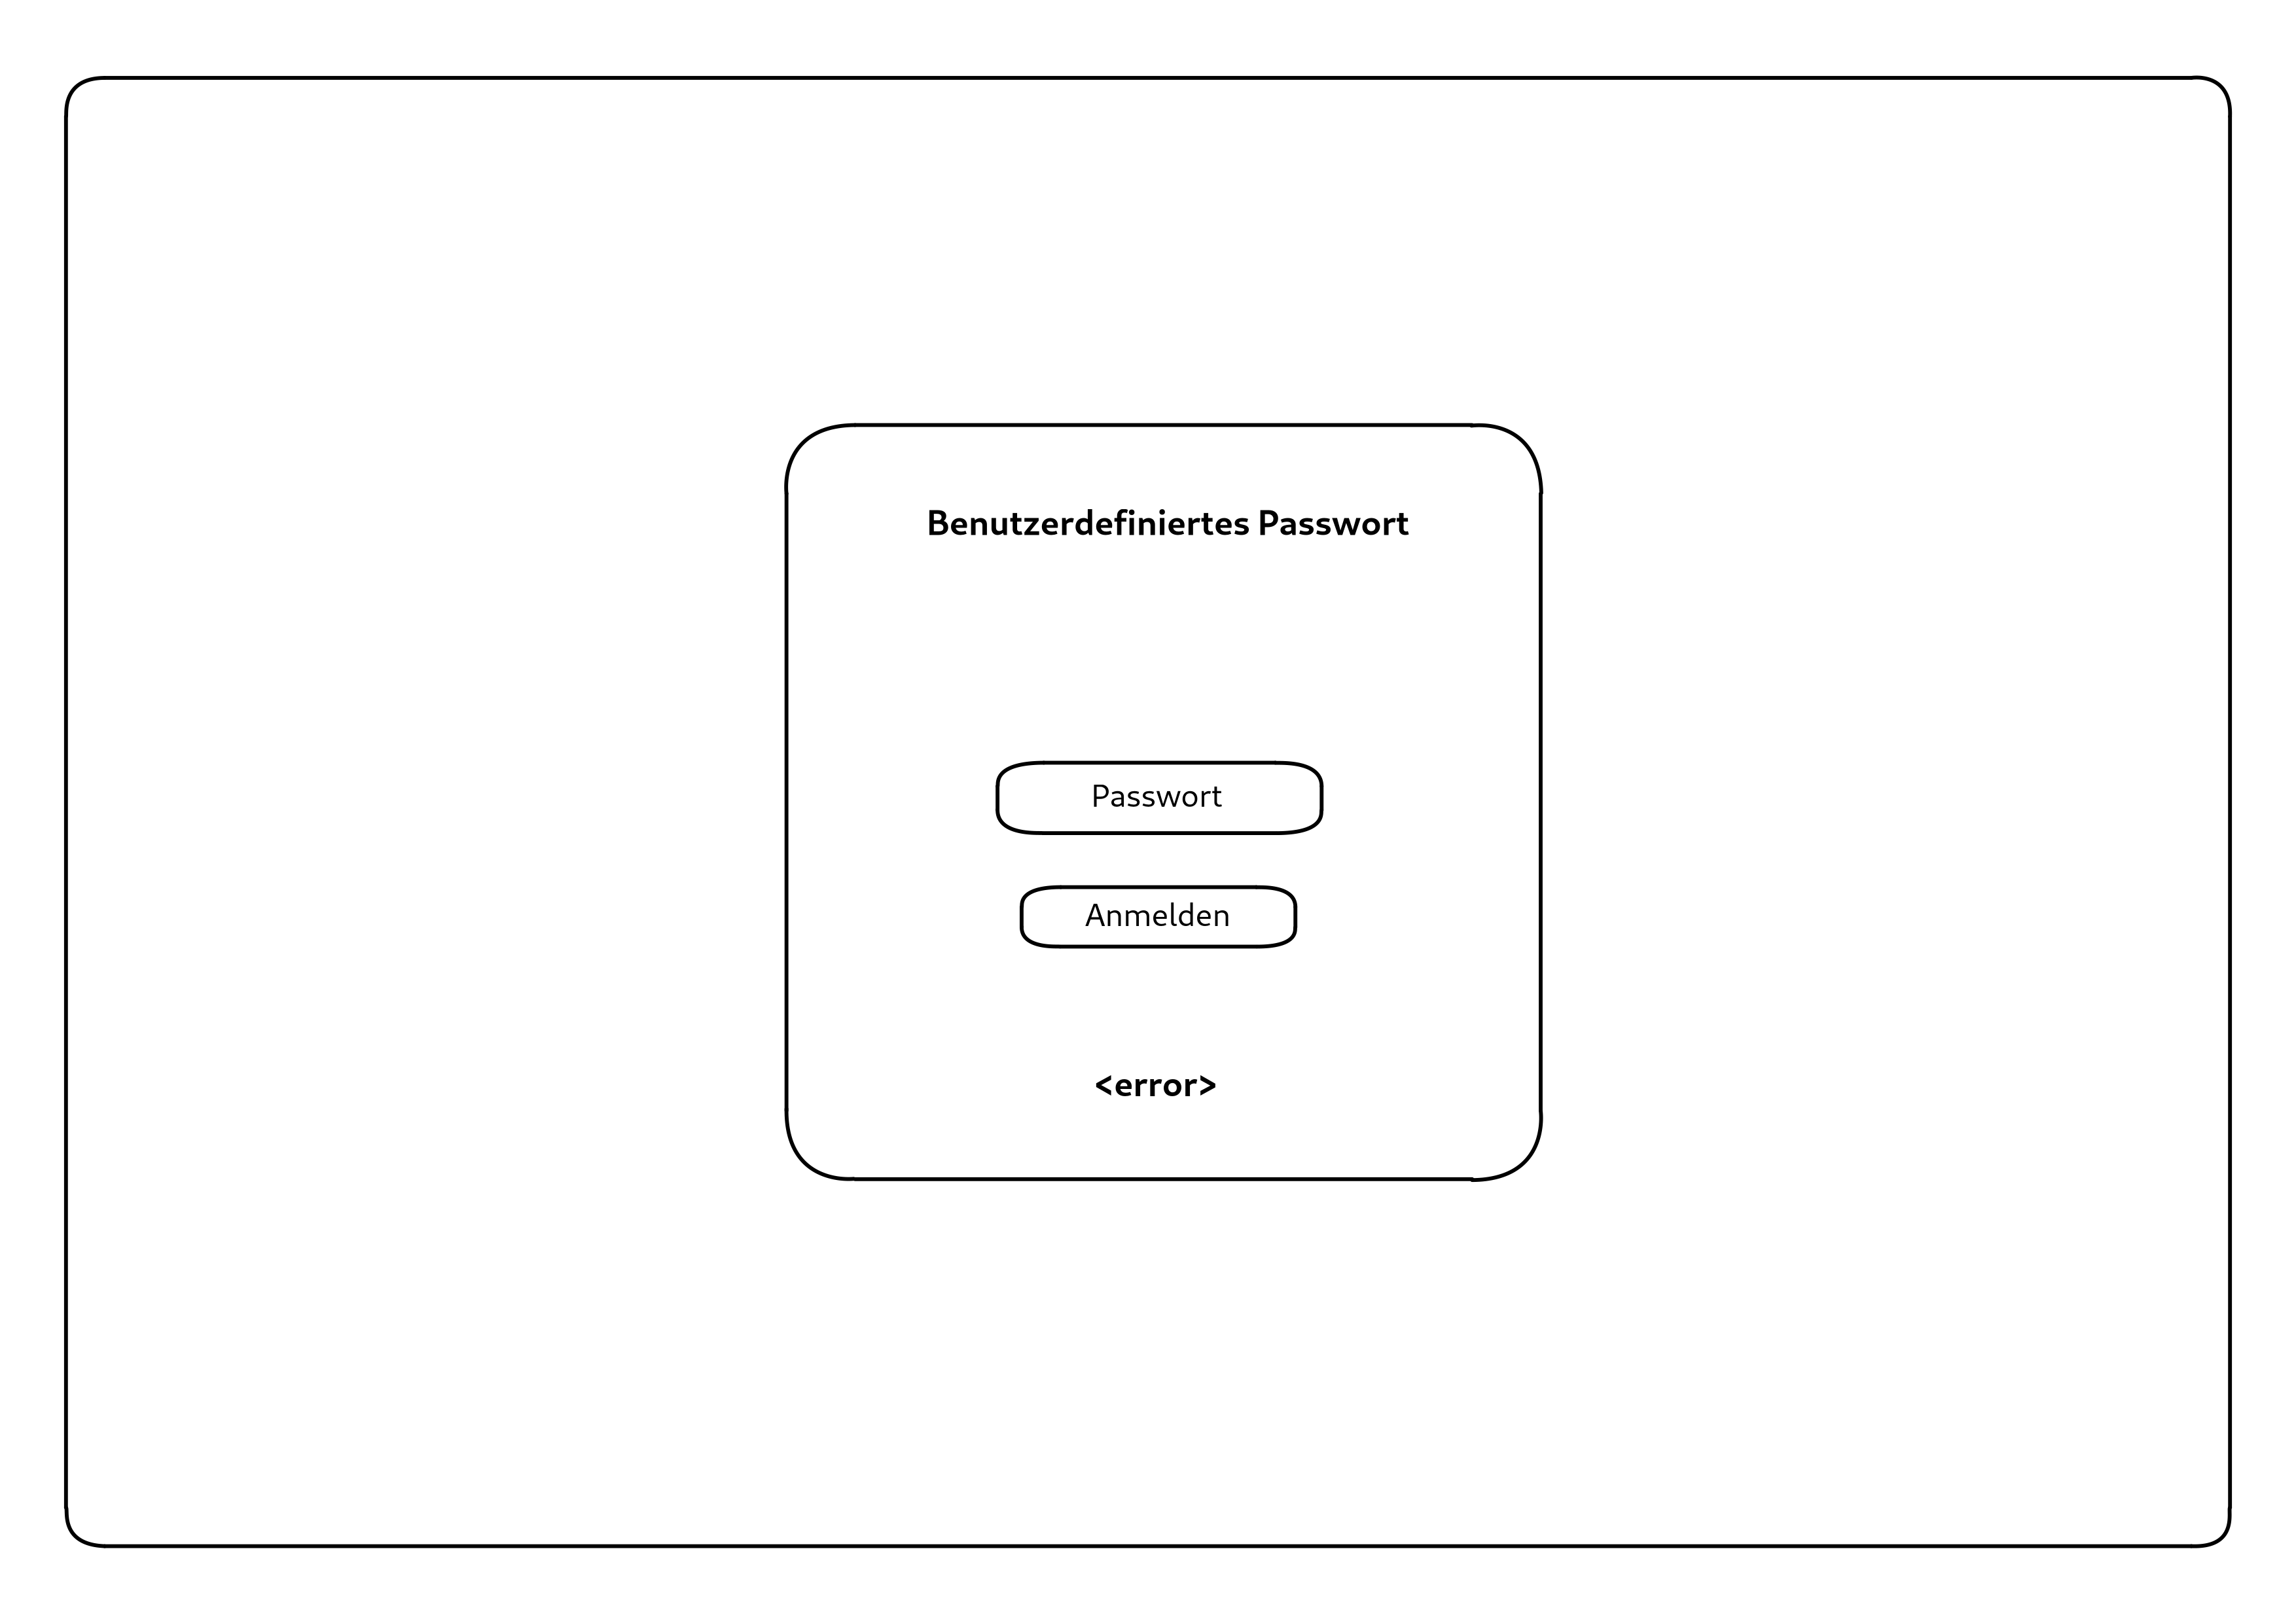 Benutzerdefiniertes Passwort
Passwort
Anmelden
<error>